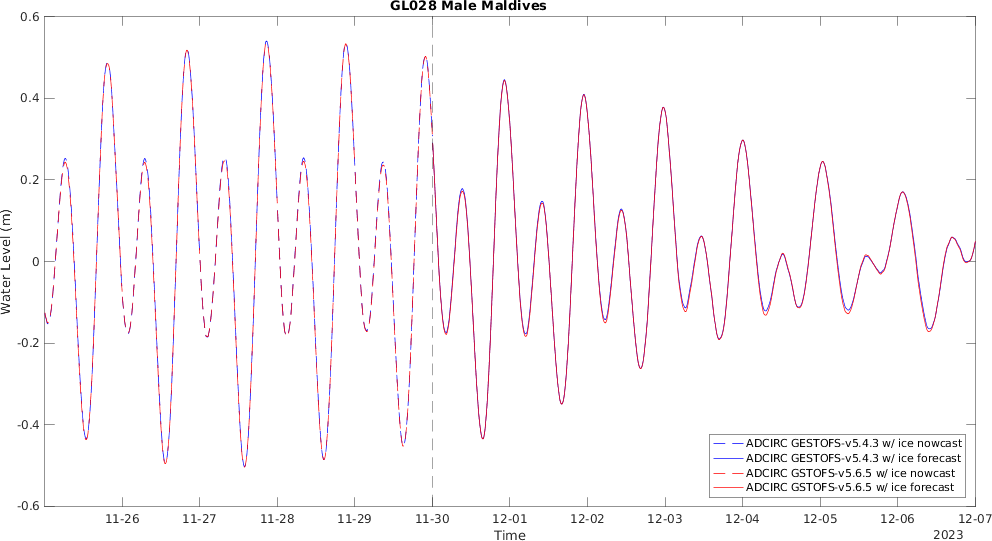 GL028 Male Maldives
0.6
0.4
0.2
0
-0.2
-0.4
-0.6
Water Level (m)
ADCIRC GESTOFS-v5.4.3 w/ ice nowcast
ADCIRC GESTOFS-v5.4.3 w/ ice forecast
ADCIRC GSTOFS-v5.6.5 w/ ice nowcast
ADCIRC GSTOFS-v5.6.5 w/ ice forecast
11-26 11-27 11-28 11-29 11-30 12-01 12-02 12-03 12-04 12-05 12-06 12-07
Time
2023